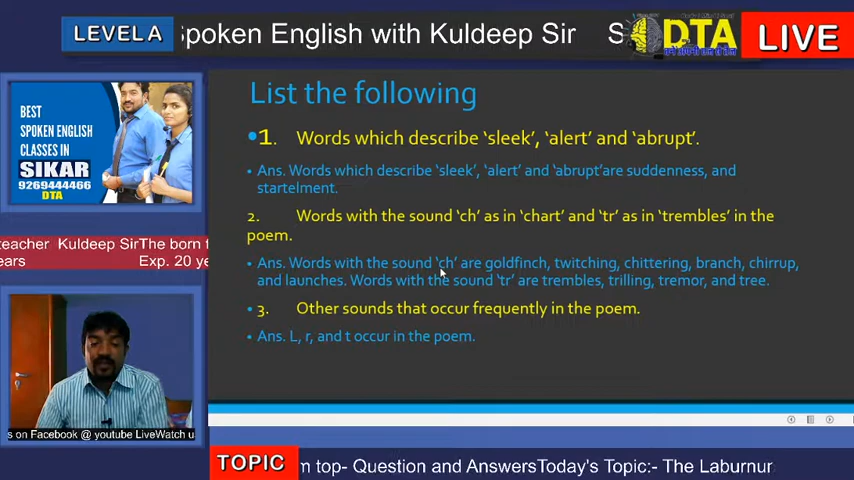 LEVEL A
Spoken English with Kuldeep Sir
S
DTA
LIVE
BEST
SPOKEN ENGLISH
CLASSES IN
SIKAR
9269444466
DTA
teacher Kuldeep SirThe born f
ears Exp. 20 ye
s on Facebook @ youtube LiveWatch u
List the following
1. Words which describe ‘sleek’, ‘alert’ and ‘abrupt’.
Ans. Words which describe ‘sleek’, ‘alert’ and ‘abrupt’are suddenness, and
startelment.
2. Words with the sound ‘ch’ as in ‘chart’ and ‘tr’ as in ‘trembles’ in the
poem.
Ans. Words with the sound ‘ch’ are goldfinch, twitching, chittering, branch, chirrup,
and launches. Words with the sound ‘tr’ are trembles, trilling, tremor, and tree.
3. Other sounds that occur frequently in the poem.
Ans. L, r, and t occur in the poem.
TOPIC
m top- Question and AnswersToday's Topic:- The Laburnur